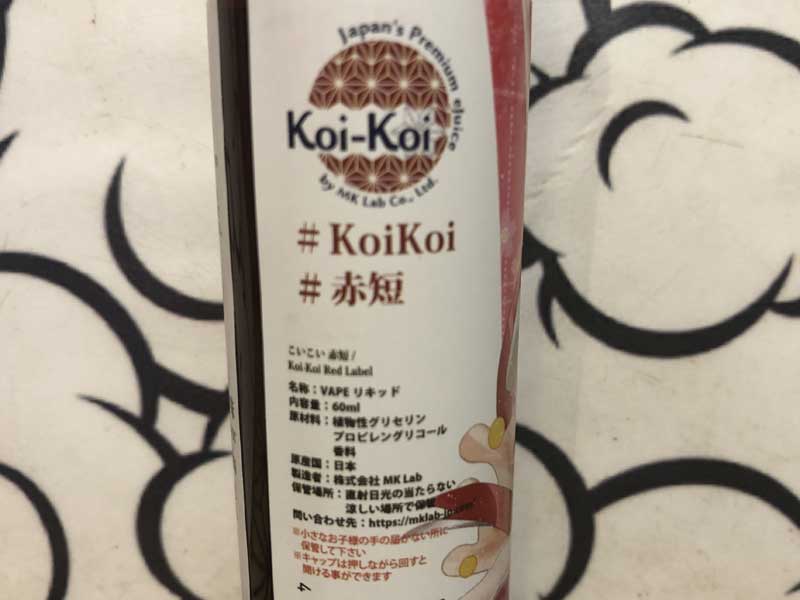 Japan's Premium eJuice
Koi-Koi
by MK Lab Co., Ltd.
# KoiKoi
# 赤短
こいこい 赤短 /
Koi-Koi Red Label
名称：VAPE リキッド
内容量：60ml
原材料：植物性グリセリン
プロピレングリコール
香料
原産国：日本
製造者：株式会社 MK Lab
保管場所：直射日光の当たらない
涼しい場所で保管
問い合わせ先：https://mklab-jp.com
※小さなお子様の手の届かない所に
保管して下さい
※キャップは押しながら回すと
開ける事ができます